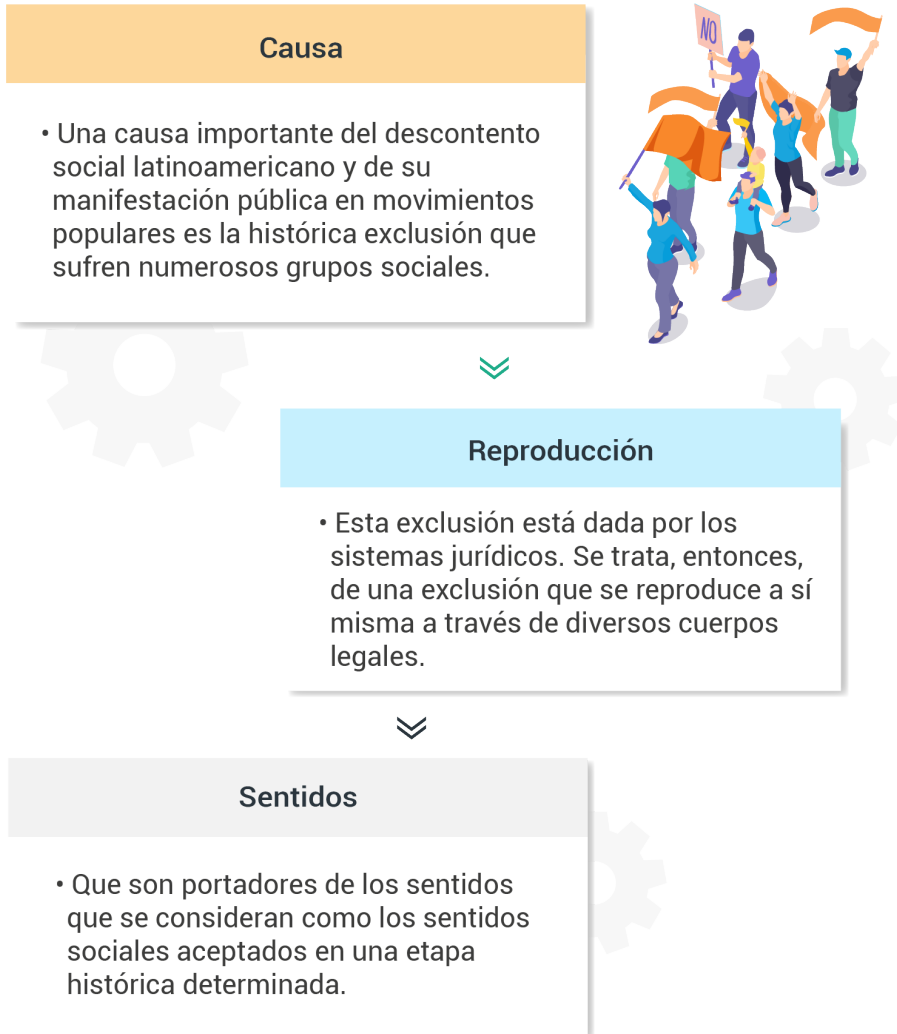 NO
Causa
• Una causa importante del descontento
social latinoamericano y de su
manifestación pública en movimientos
populares es la histórica exclusión que
sufren numerosos grupos sociales.
Reproducción
• Esta exclusión está dada por los
sistemas jurídicos. Se trata, entonces,
de una exclusión que se reproduce a sí
misma a través de diversos cuerpos
legales.
Sentidos
• Que son portadores de los sentidos
que se consideran como los sentidos
sociales aceptados en una etapa
histórica determinada.